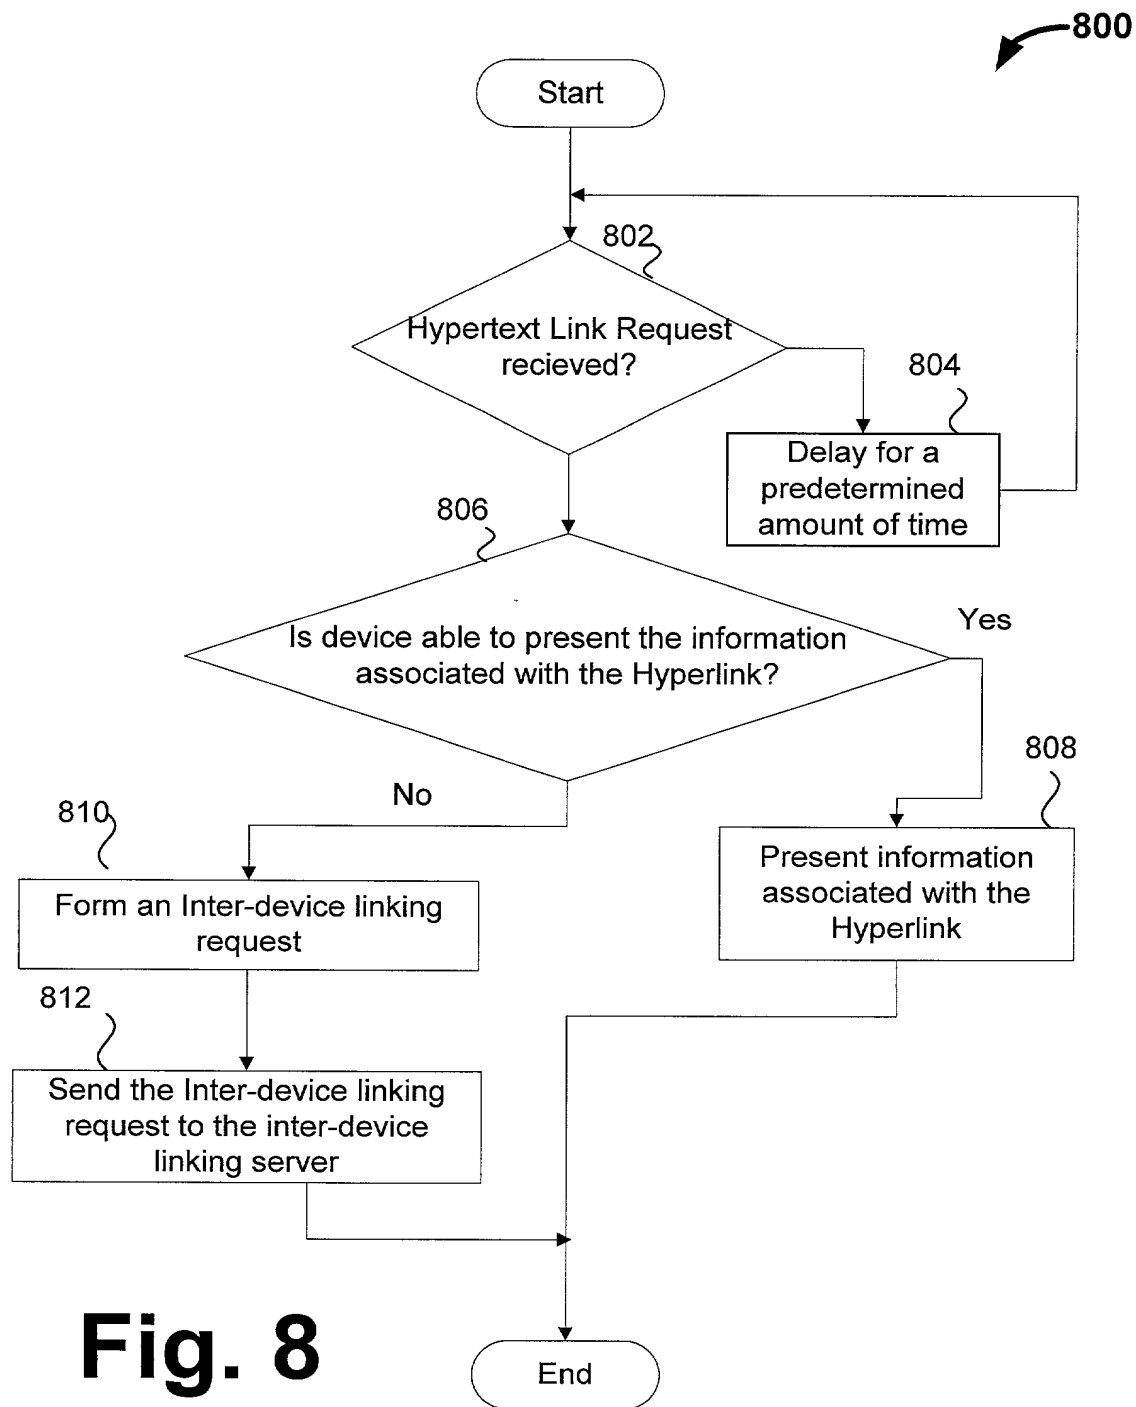 800
Start
802
Hypertext Link Request
recieved?
804
Delay for a
predetermined
amount of time
806
Is device able to present the information
associated with the Hyperlink?
Yes
No
808
Present information
associated with the
Hyperlink
810
Form an Inter-device linking
request
812
Send the Inter-device linking
request to the inter-device
linking server
Fig. 8
End